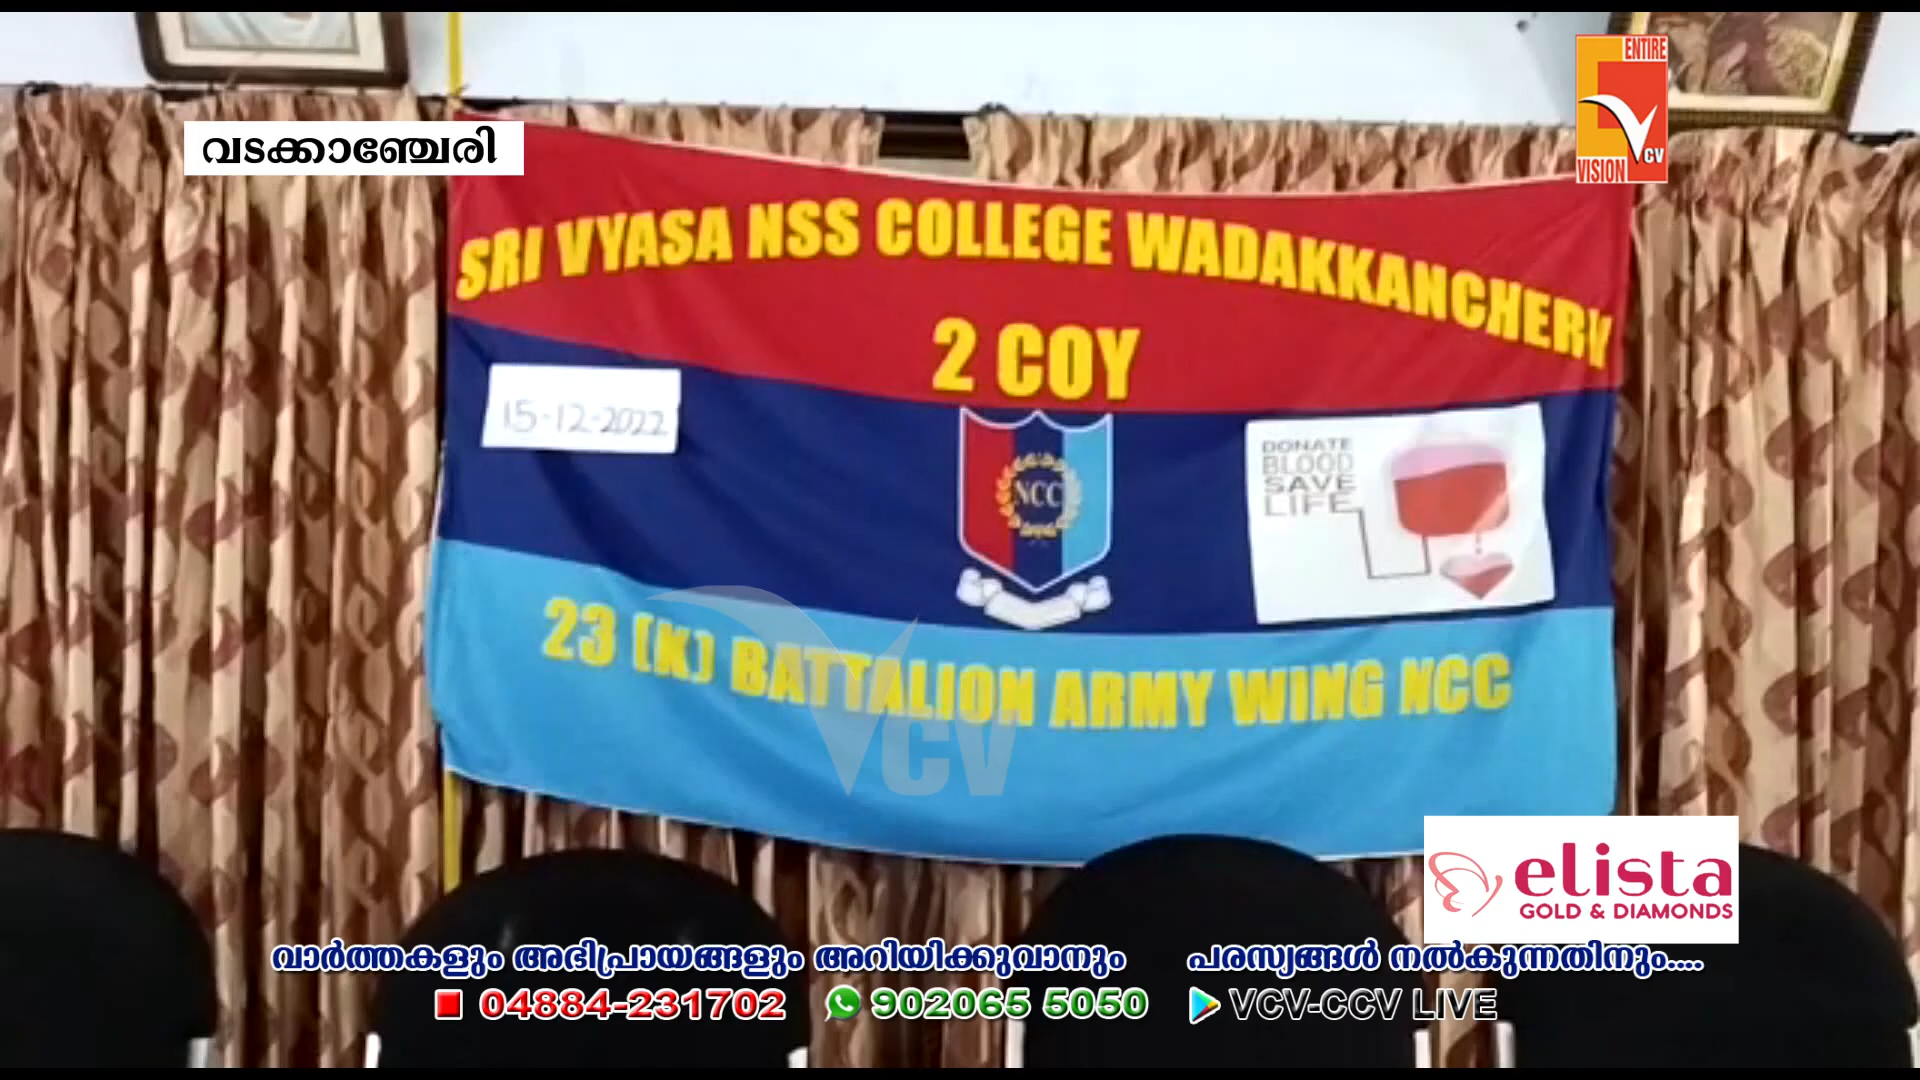 ENTIRE
VCV
VISION
വടക്കാഞ്ചേരി
SRI VYASA NSS COLLEGE WADAKKANCHERY
2 COY
15-12-2022
NCC
DONATE
BLOOD
SAVE
LIFE
23 (K) BATTALION ARMY WING NCC
VCV
elista
GOLD & DIAMONDS
വാർത്തകളും അഭിപ്രായങ്ങളും അറിയിക്കുവാനും പരസ്യങ്ങൾ നൽകുന്നതിനും....
04884-231702 902065 5050 VCV-CCV LIVE